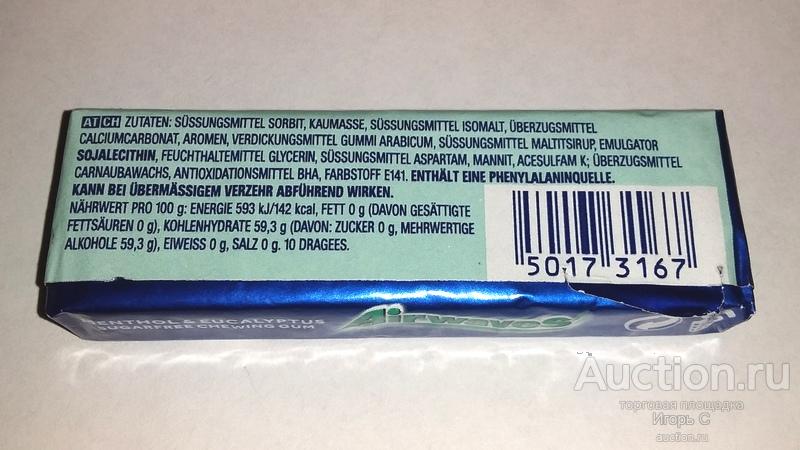 AT CH ZUTATEN: SÜSSUNGSMITTEL SORBIT, KAUMASSE, SÜSSUNGSMITTEL ISOMALT, ÜBERZUGSMITTEL
CALCIUMCARBONAT, AROMEN, VERDICKUNGSMITTEL GUMMI ARABICUM, SÜSSUNGSMITTEL MALTITSIRUP, EMULGATOR
SOJALECITHIN, FEUCHTHALTEMITTEL GLYCERIN, SÜSSUNGSMITTEL ASPARTAM, MANNIT, ACESULFAM K; ÜBERZUGSMITTEL
CARNAUBAWACHS, ANTIOXIDATIONSMITTEL BHA, FARBSTOFF E141. ENTHÄLT EINE PHENYLALANINQUELLE.
KANN BEI ÜBERMÄSSIGEM VERZEHR ABFÜHREND WIRKEN.
NÄHRWERT PRO 100 g: ENERGIE 593 kJ/142 kcal, FETT 0 g (DAVON GESÄTTIGTE
FETTSÄUREN 0 g), KOHLENHYDRATE 59,3 g (DAVON: ZUCKER 0 g, MEHRWERTIGE
ALKOHOLE 59,3 g), EIWEISS 0 g, SALZ 0 g. 10 DRAGEES.
5017 3167
MENTHOL & EUCALYPTUS
SUGARFREE CHEWING GUM
Airwaves
Auction.ru
торговая площадка
Игорь С
auction.ru